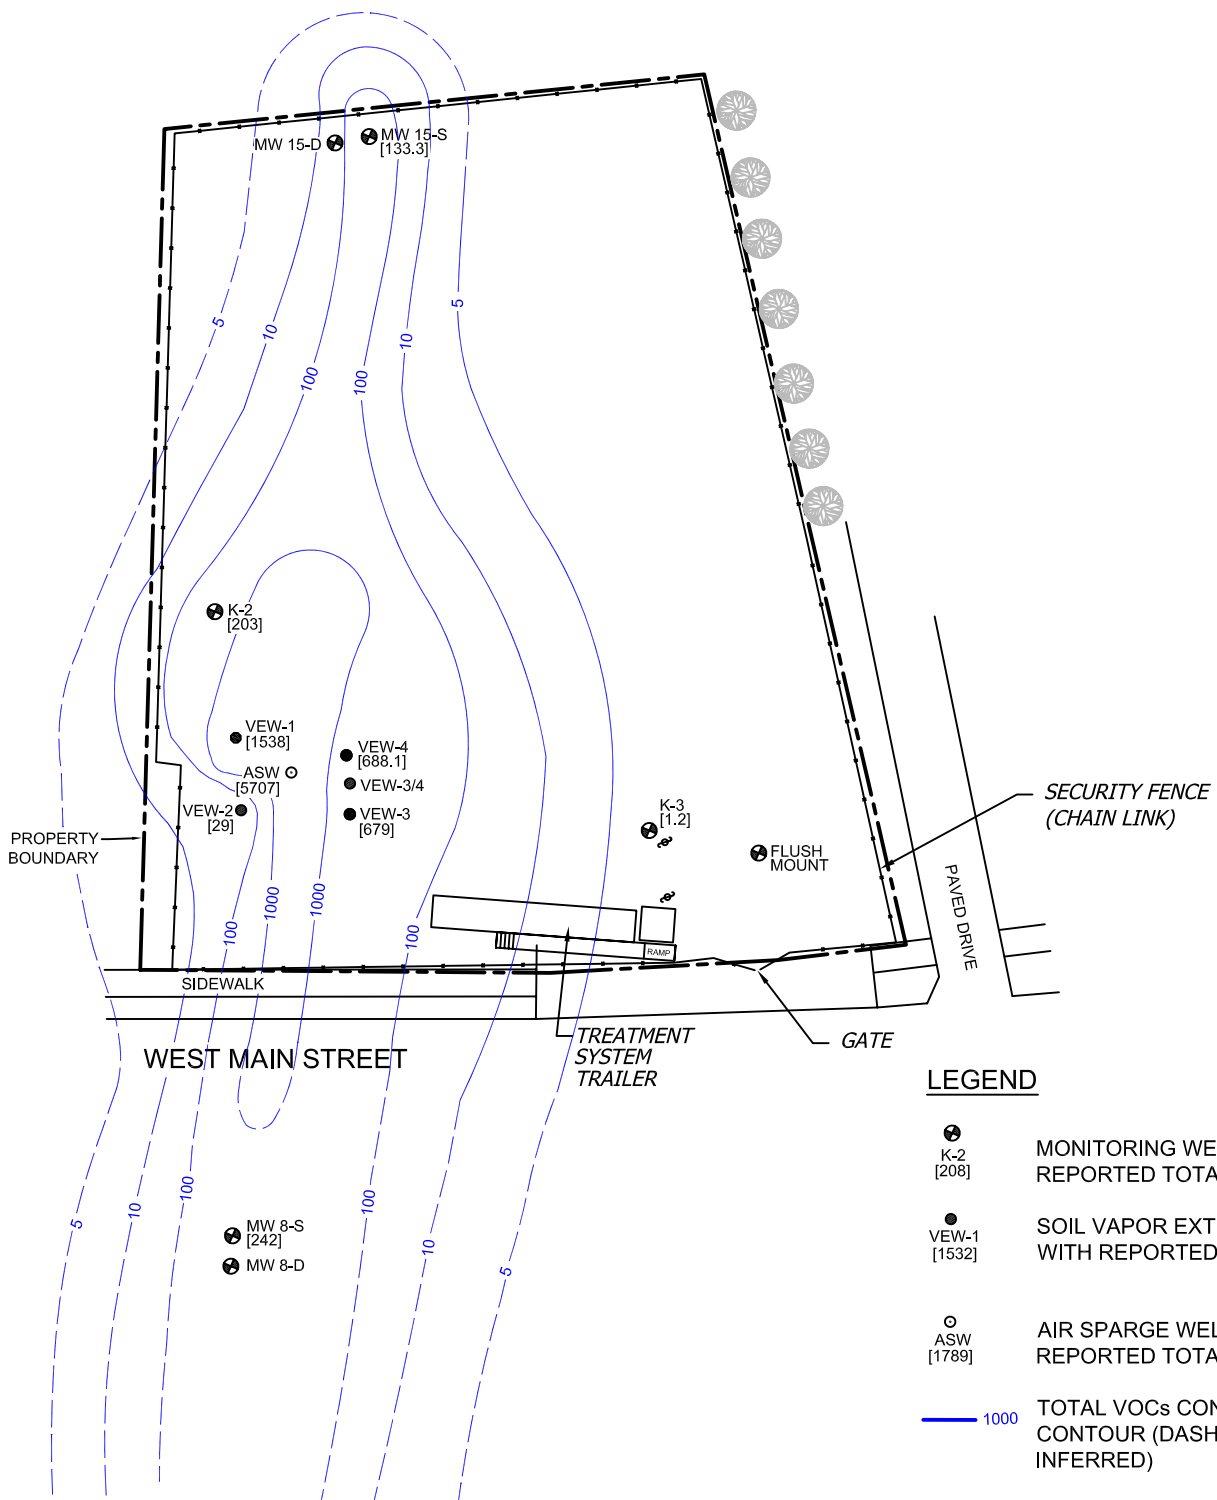 MW 15-D
MW 15-S
[133.3]
5
10
100
100
10
5
K-2
[203]
VEW-1
[1538]
ASW
[5707]
VEW-2
[29]
VEW-4
[688.1]
VEW-3/4
VEW-3
[679]
K-3
[1.2]
FLUSH
MOUNT
SECURITY FENCE
(CHAIN LINK)
PROPERTY
BOUNDARY
PAVED DRIVE
100
1000
1000
100
RAMP
SIDEWALK
WEST MAIN STREET
TREATMENT
SYSTEM
TRAILER
GATE
5
10
100
100
10
5
MW 8-S
[242]
MW 8-D
LEGEND
K-2
[208]
MONITORING WE
REPORTED TOTA
VEW-1
[1532]
SOIL VAPOR EXT
WITH REPORTED
ASW
[1789]
AIR SPARGE WEL
REPORTED TOTA
1000
TOTAL VOCs CON
CONTOUR (DASH
INFERRED)